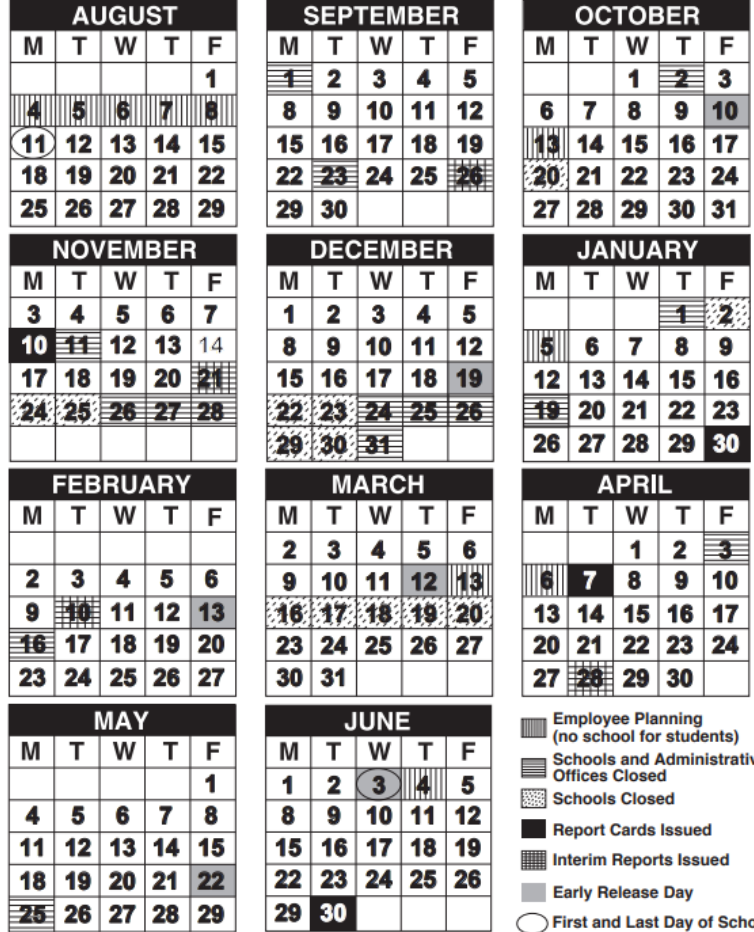 AUGUST SEPTEMBER OCTOBER
M T W T F M T W T F M T W T F
1 1 2 3 4 5 1 2 3
4 5 6 7 8 8 9 10 11 12 6 7 8 9 10
11 12 13 14 15 15 16 17 18 19 13 14 15 16 17
18 19 20 21 22 22 23 24 25 26 20 21 22 23 24
25 26 27 28 29 29 30 27 28 29 30 31
NOVEMBER DECEMBER JANUARY
M T W T F M T W T F M T W T F
3 4 5 6 7 1 2 3 4 5 1 2
10 11 12 13 14 8 9 10 11 12 5 6 7 8 9
17 18 19 20 21 15 16 17 18 19 12 13 14 15 16
24 25 26 27 28 22 23 24 25 26 19 20 21 22 23
29 30 31 26 27 28 29 30
FEBRUARY MARCH APRIL
M T W T F M T W T F M T W T F
2 3 4 5 6 1 2 3
2 3 4 5 6 9 10 11 12 13 6 7 8 9 10
9 10 11 12 13 16 17 18 19 20 13 14 15 16 17
16 17 18 19 20 23 24 25 26 27 20 21 22 23 24
23 24 25 26 27 30 31 27 28 29 30
MAY JUNE
M T W T F M T W T F
1 1 2 3 4 5
4 5 6 7 8 8 9 10 11 12
11 12 13 14 15 15 16 17 18 19
18 19 20 21 22 22 23 24 25 26
25 26 27 28 29 29 30
Employee Planning
(no school for students)
Schools and Administrativ
Offices Closed
Schools Closed
Report Cards Issued
Interim Reports Issued
Early Release Day
First and Last Day of Scho